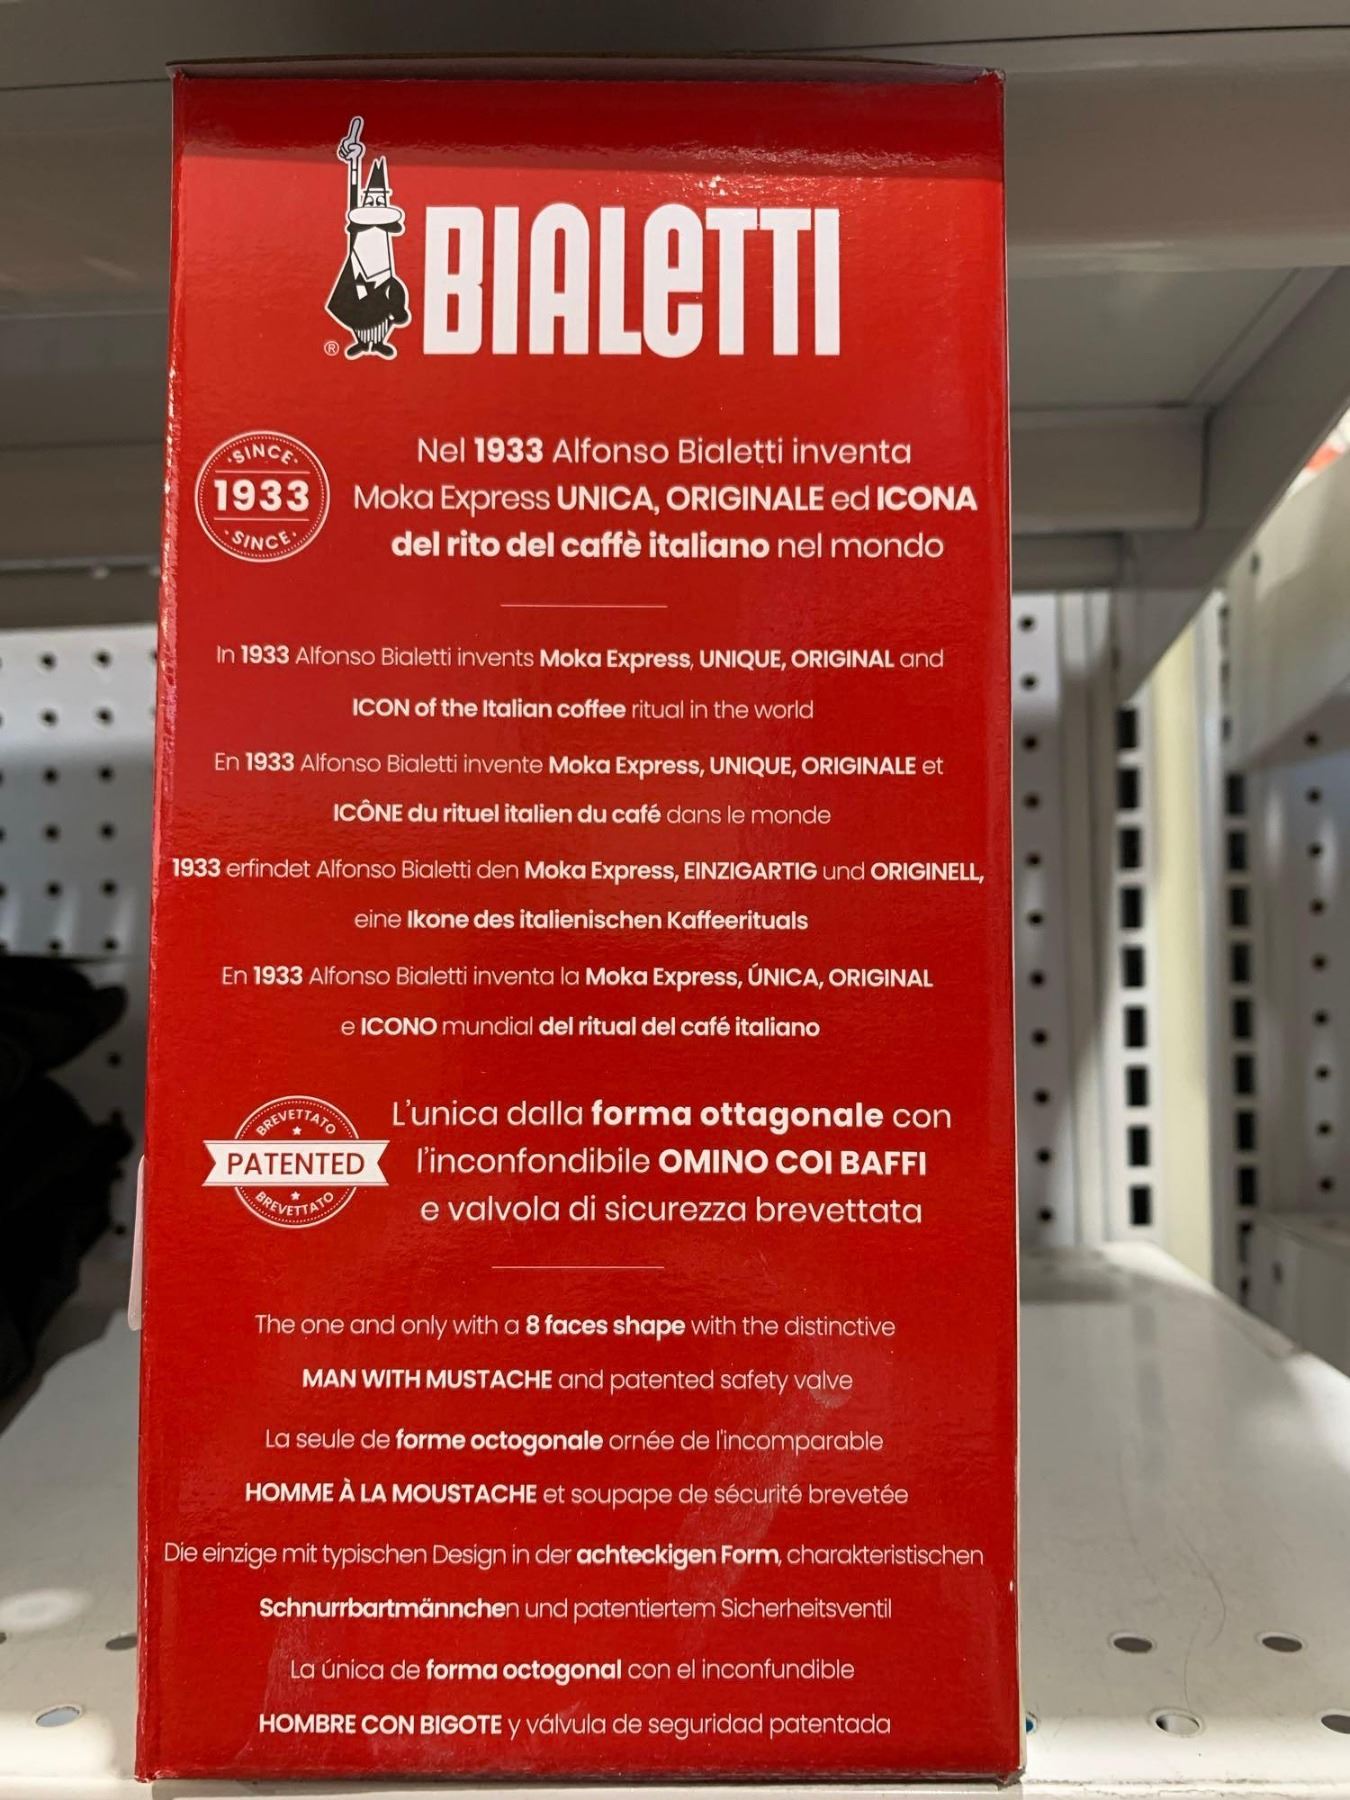 BIALETTI
®
SINCE
1933
SINCE
Nel 1933 Alfonso Bialetti inventa
Moka Express UNICA, ORIGINALE ed ICONA
del rito del caffè italiano nel mondo
In 1933 Alfonso Bialetti invents Moka Express, UNIQUE, ORIGINAL and
ICON of the Italian coffee ritual in the world
En 1933 Alfonso Bialetti invente Moka Express, UNIQUE, ORIGINALE et
ICÔNE du rituel italien du café dans le monde
1933 erfindet Alfonso Bialetti den Moka Express, EINZIGARTIG und ORIGINELL,
eine Ikone des italienischen Kaffeerituals
En 1933 Alfonso Bialetti inventa la Moka Express, ÚNICA, ORIGINAL
e ICONO mundial del ritual del café italiano
BREVETTATO
PATENTED
BREVETTATO
L'unica dalla forma ottagonale con
l'inconfondibile OMINO COI BAFFI
e valvola di sicurezza brevettata
The one and only with a 8 faces shape with the distinctive
MAN WITH MUSTACHE and patented safety valve
La seule de forme octogonale ornée de l'incomparable
HOMME À LA MOUSTACHE et soupape de sécurité brevetée
Die einzige mit typischen Design in der achteckigen Form, charakteristischen
Schnurrbartmännchen und patentiertem Sicherheitsventil
La única de forma octogonal con el inconfundible
HOMBRE CON BIGOTE y válvula de seguridad patentada